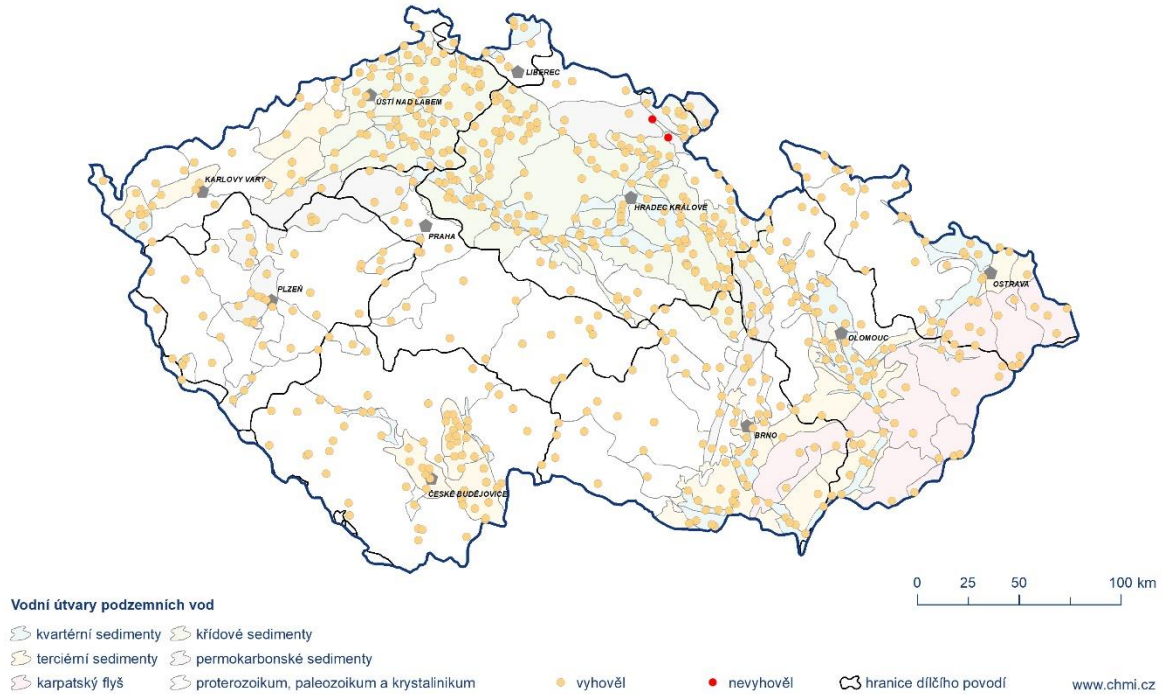 LIBEREC
ÚSTÍ NAD LABEM
KARLOVY VARY
HRADEC KRÁLOVÉ
PRAHA
OSTRAVA
PLZEŇ
OLOMOUC
BRNO
ČESKÉ BUDĚJOVICE
0 25 50 100 km
Vodní útvary podzemních vod
kvartérní sedimenty křídové sedimenty
terciérní sedimenty permokarbonské sedimenty
karpatský flyš proterozoikum, paleozoikum a krystalinikum vyhověl nevyhověl hranice dílčího povodí www.chmi.cz